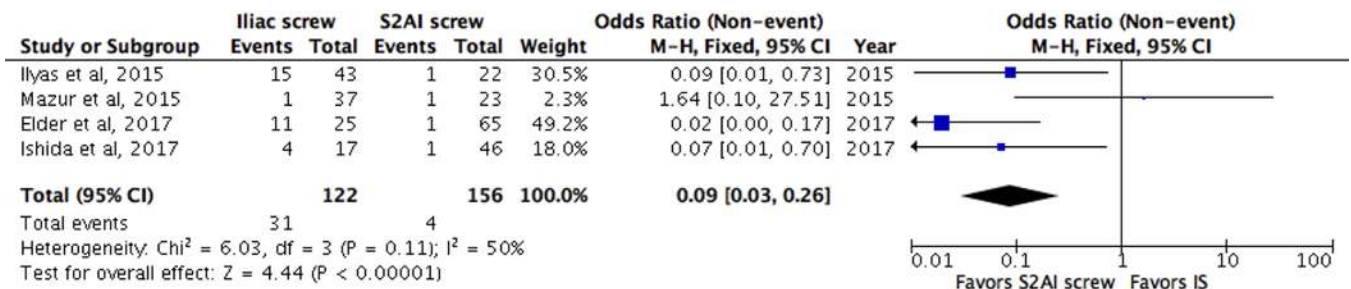 Iliac screw S2AI screw Odds Ratio (Non-event) Odds Ratio (Non-event)
Study or Subgroup Events Total Events Total Weight M-H, Fixed, 95% CI Year M-H, Fixed, 95% CI
Ilyas et al, 2015 15 43 1 22 30.5% 0.09 [0.01, 0.73] 2015
Mazur et al, 2015 1 37 1 23 2.3% 1.64 [0.10, 27.51] 2015
Elder et al, 2017 11 25 1 65 49.2% 0.02 [0.00, 0.17] 2017
Ishida et al, 2017 4 17 1 46 18.0% 0.07 [0.01, 0.70] 2017
Total (95% CI) 122 156 100.0% 0.09 [0.03, 0.26]
Total events 31 4
Heterogeneity: Chi² = 6.03, df = 3 (P = 0.11); I² = 50%
Test for overall effect: Z = 4.44 (P < 0.00001)
0.01 0.1 1 10 100
Favors S2AI screw Favors IS